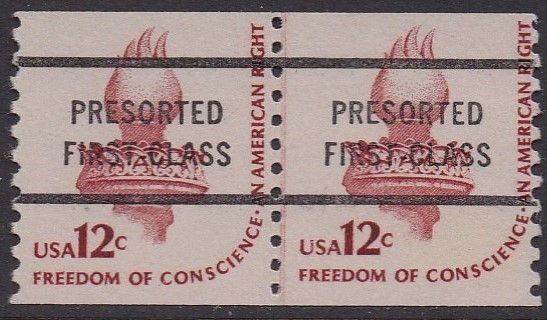 PRESORTED
FIRST-CLASS
USA12c
FREEDOM OF CONSCIENCE·AN AMERICAN RIGHT
PRESORTED
FIRST-CLASS
USA12c
FREEDOM OF CONSCIENCE·AN AMERICAN RIGHT